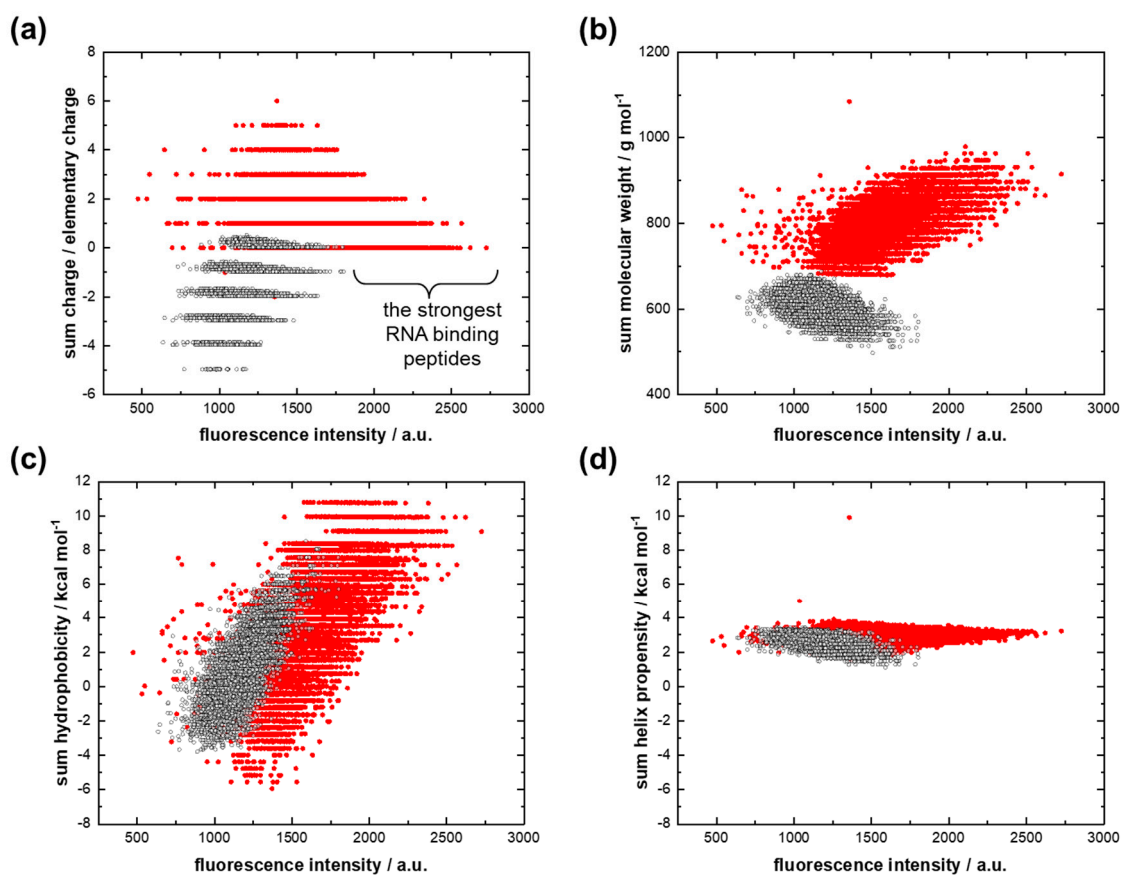 (a)
8
6
4
2
0
-2
-4
-6
sum charge / elementary charge
the strongest
RNA binding
peptides
500 1000 1500 2000 2500 3000
fluorescence intensity / a.u.
(b)
1200
1000
800
600
400
sum molecular weight / g mol⁻¹
500 1000 1500 2000 2500 3000
fluorescence intensity / a.u.
(c)
12
10
8
6
4
2
0
-2
-4
-6
-8
sum hydrophobicity / kcal mol⁻¹
500 1000 1500 2000 2500 3000
fluorescence intensity / a.u.
(d)
12
10
8
6
4
2
0
-2
-4
-6
-8
sum helix propensity / kcal mol⁻¹
500 1000 1500 2000 2500 3000
fluorescence intensity / a.u.